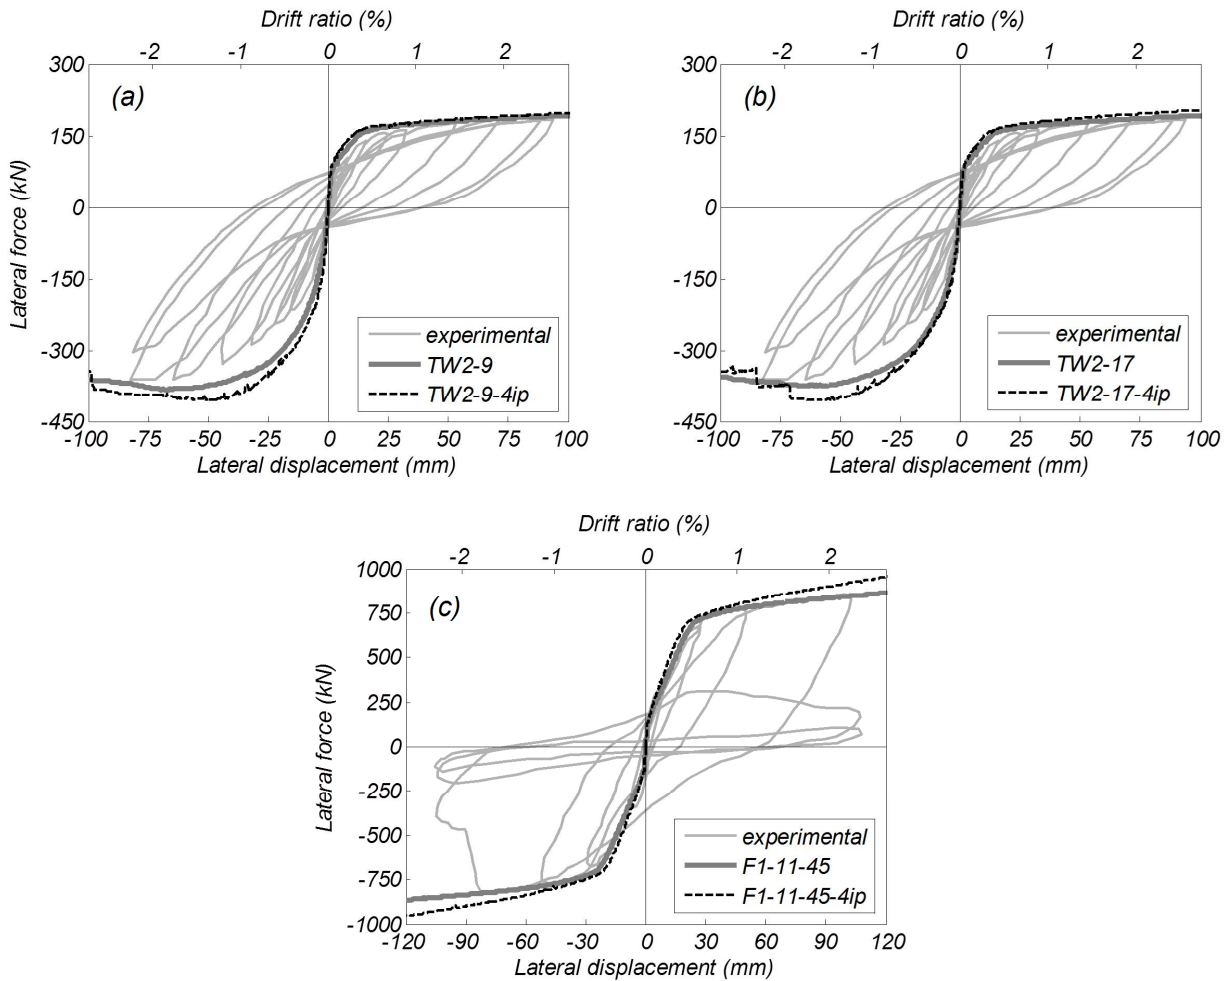 Drift ratio (%)
-2 -1 0 1 2
300
150
0
-150
-300
-450
Lateral force (kN)
(a)
experimental
TW2-9
TW2-9-4ip
-100 -75 -50 -25 0 25 50 75 100
Lateral displacement (mm)
Drift ratio (%)
-2 -1 0 1 2
300
150
0
-150
-300
-450
(b)
experimental
TW2-17
TW2-17-4ip
-100 -75 -50 -25 0 25 50 75 100
Lateral displacement (mm)
Drift ratio (%)
-2 -1 0 1 2
1000
750
500
250
0
-250
-500
-750
-1000
Lateral force (kN)
(c)
experimental
F1-11-45
F1-11-45-4ip
-120 -90 -60 -30 0 30 60 90 120
Lateral displacement (mm)